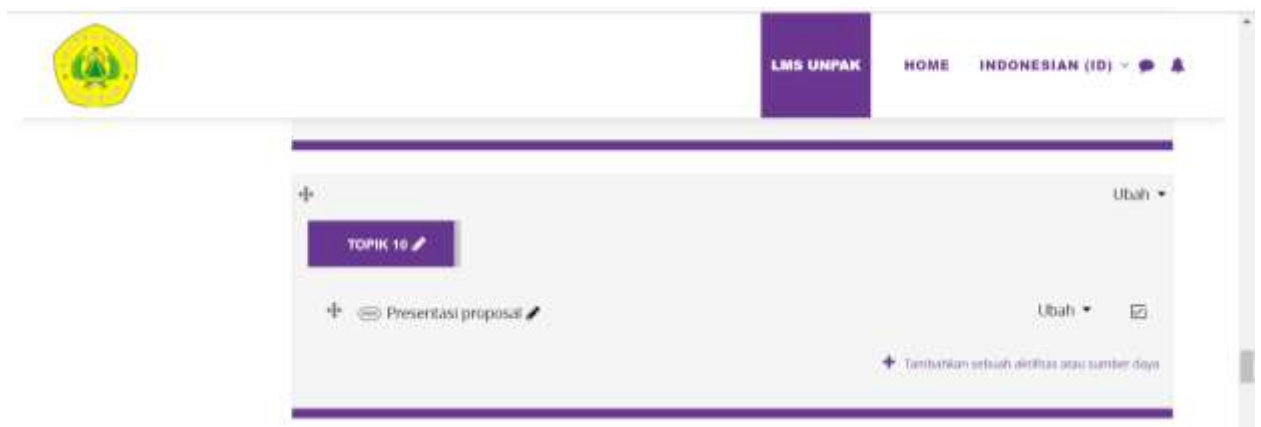 LMS UNPAK HOME INDONESIAN (ID)
Ubah
TOPIK 10
Presentasi proposal Ubah
Tambahkan sebuah aktifitas atau sumber daya